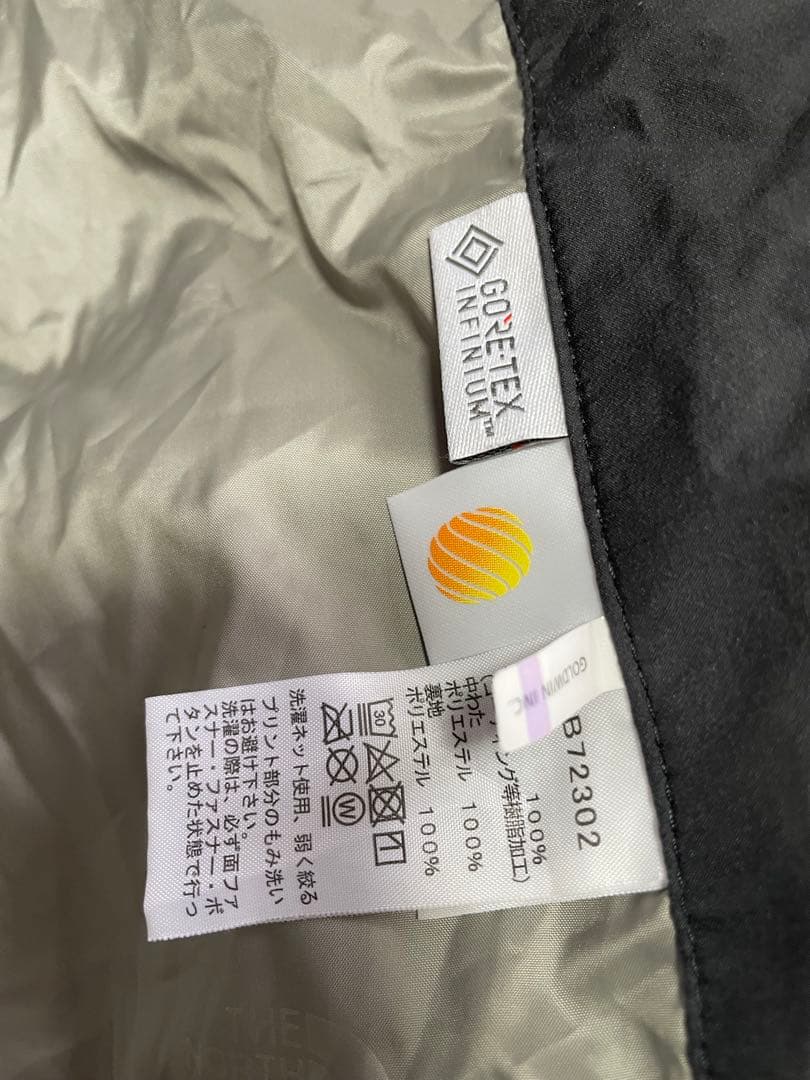 GORE-TEX
INFINIUM™
GOLDWIN INC.
B72302
100%
ング等樹脂加工)
中わた
ポリエステル 100%
裏地
ポリエステル 100%
30
W
洗濯ネット使用、弱く絞る
プリント部分のもみ洗い
はお避け下さい。
洗濯の際は、必ず面ファ
スナー・ファスナー・ボ
タンを止めた状態で行っ
て下さい。
THE
NORTH